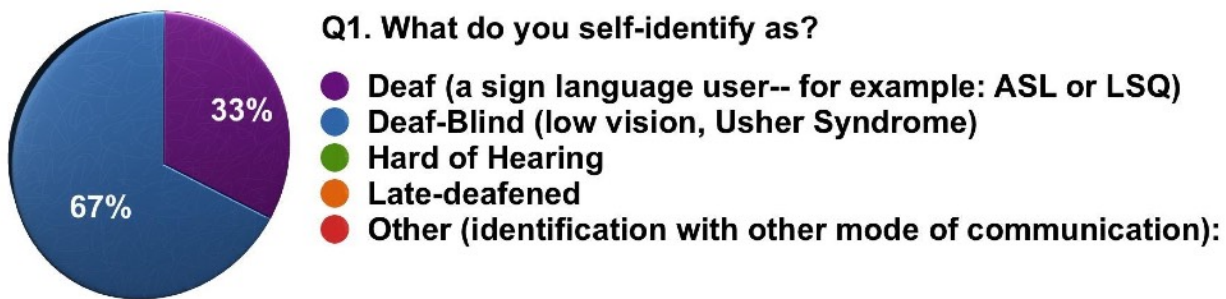 Q1. What do you self-identify as?
33%
67%
Deaf (a sign language user-- for example: ASL or LSQ)
Deaf-Blind (low vision, Usher Syndrome)
Hard of Hearing
Late-deafened
Other (identification with other mode of communication):